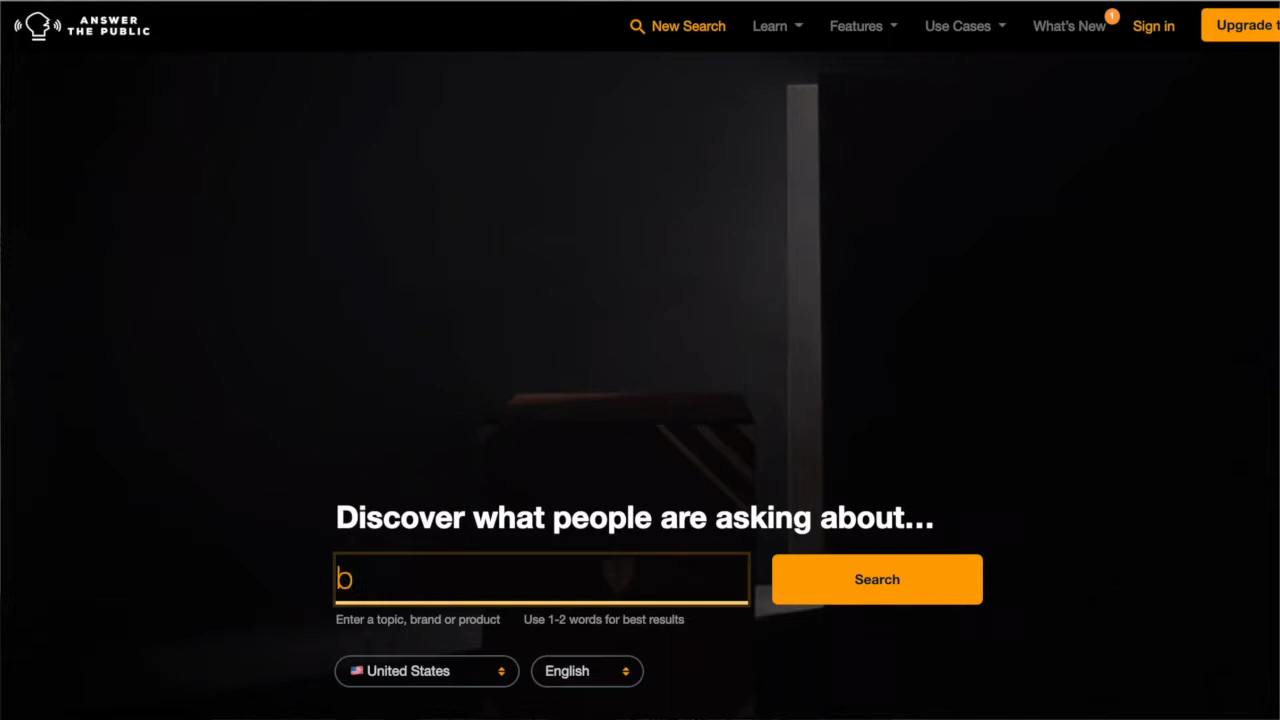 ANSWER
THE PUBLIC
New Search
Learn
Features
Use Cases
What's New
1
Sign in
Upgrade t
Discover what people are asking about...
b
Search
Enter a topic, brand or product
Use 1-2 words for best results
United States
English